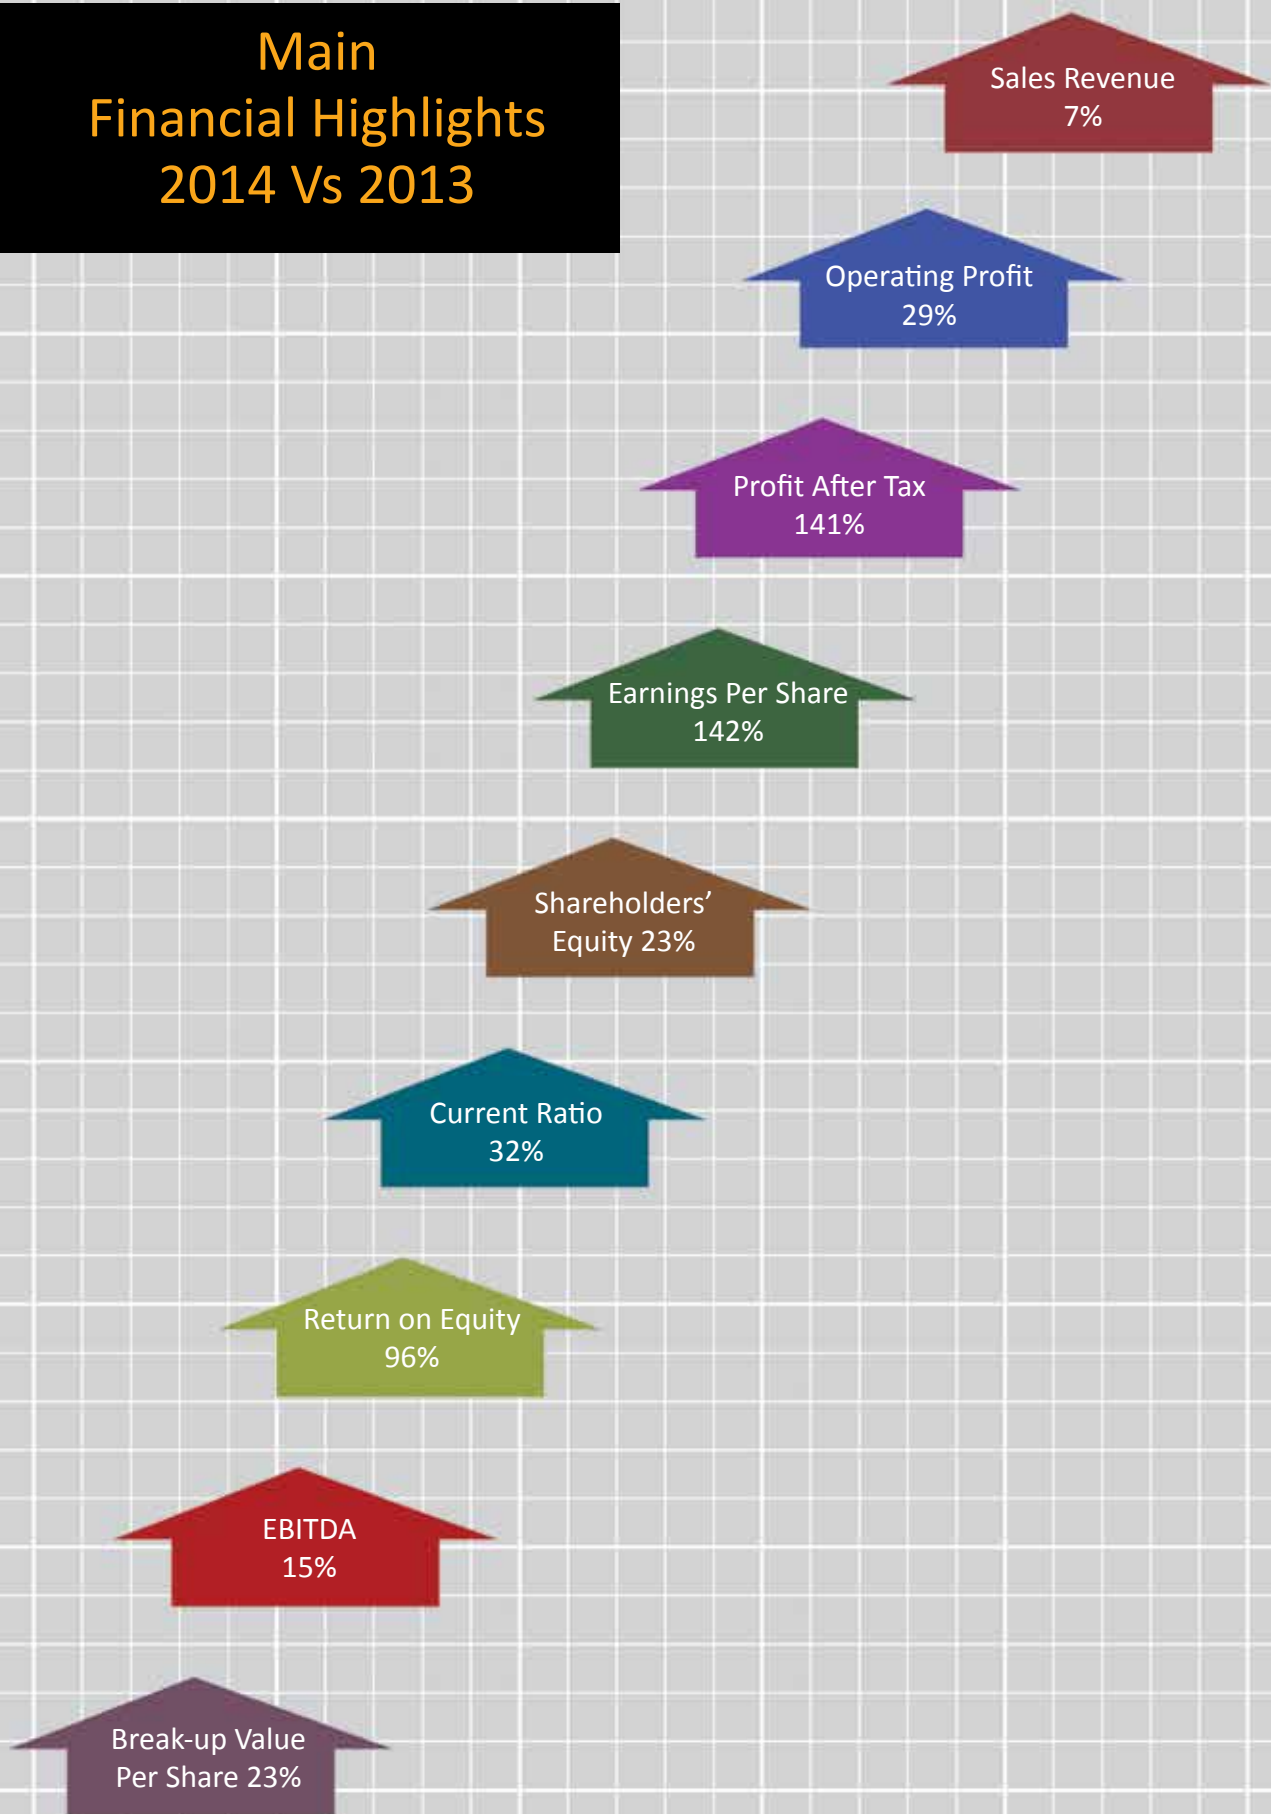 Main
Financial Highlights
2014 Vs 2013
Sales Revenue
7%
Operating Profit
29%
Profit After Tax
141%
Earnings Per Share
142%
Shareholders’
Equity 23%
Current Ratio
32%
Return on Equity
96%
EBITDA
15%
Break-up Value
Per Share 23%